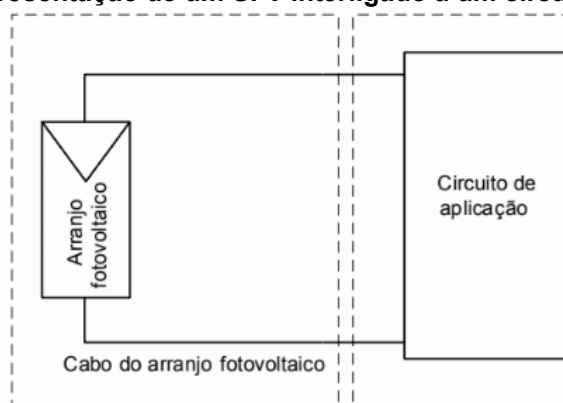 Arranjo
fotovoltaico
Circuito de
aplicação
Cabo do arranjo fotovoltaico